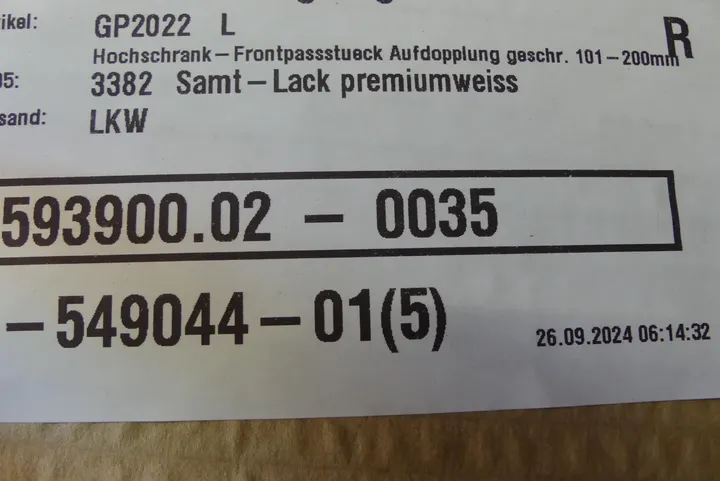 ikel: GP2022 L R
Hochschrank – Frontpassstueck Aufdopplung geschr. 101 – 200mm
05: 3382 Samt – Lack premiumweiss
sand: LKW
593900.02 – 0035
– 549044 – 01(5)
26.09.2024 06:14:32